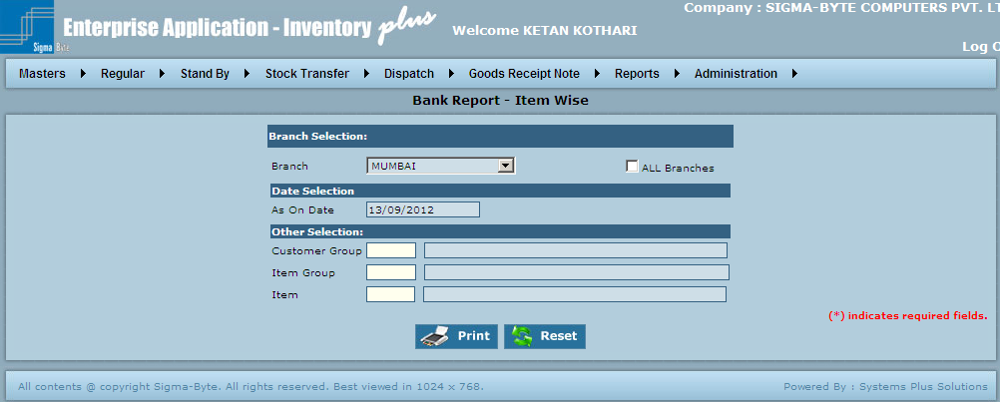 Company : SIGMA-BYTE COMPUTERS PVT. LT
Enterprise Application - Inventory plus
Welcome KETAN KOTHARI
Sigma Byte
Log O
Masters Regular Stand By Stock Transfer Dispatch Goods Receipt Note Reports Administration
Bank Report - Item Wise
Branch Selection:
Branch MUMBAI ALL Branches
Date Selection
As On Date 13/09/2012
Other Selection:
Customer Group
Item Group
Item
(*) indicates required fields.
Print Reset
All contents @ copyright Sigma-Byte. All rights reserved. Best viewed in 1024 x 768. Powered By : Systems Plus Solutions